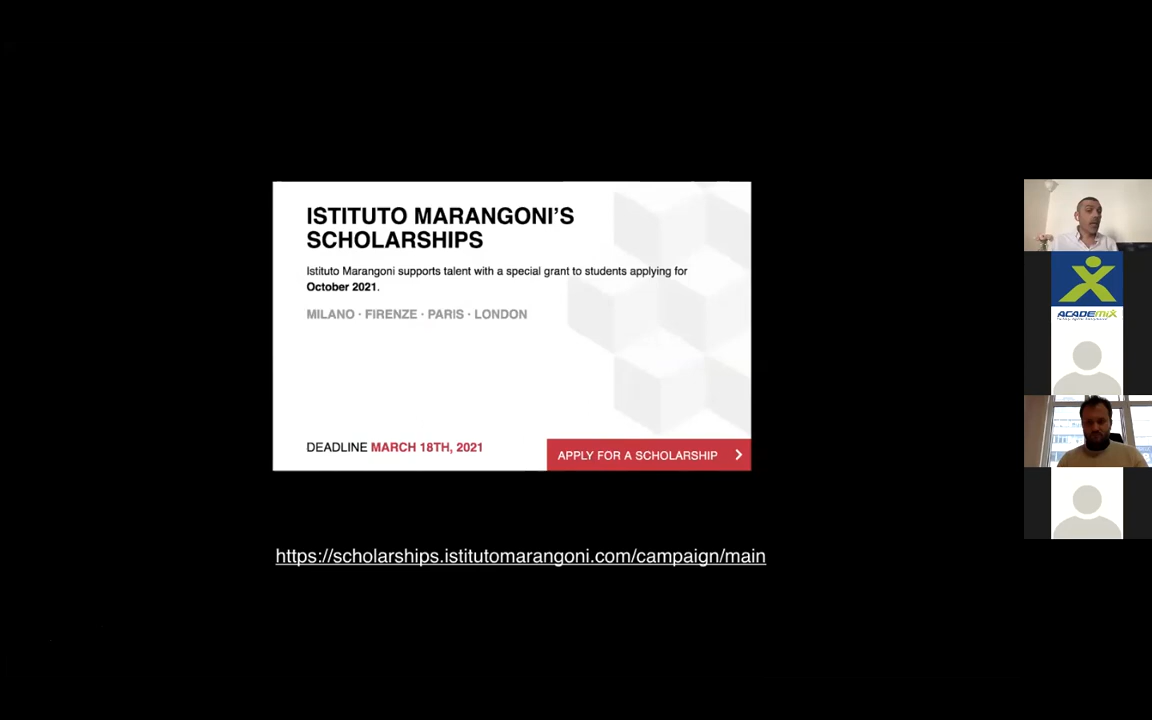 ISTITUTO MARANGONI'S
SCHOLARSHIPS
Istituto Marangoni supports talent with a special grant to students applying for
October 2021.
MILANO · FIRENZE · PARIS · LONDON
DEADLINE MARCH 18TH, 2021
APPLY FOR A SCHOLARSHIP
https://scholarships.istitutomarangoni.com/campaign/main
ACADEMIX